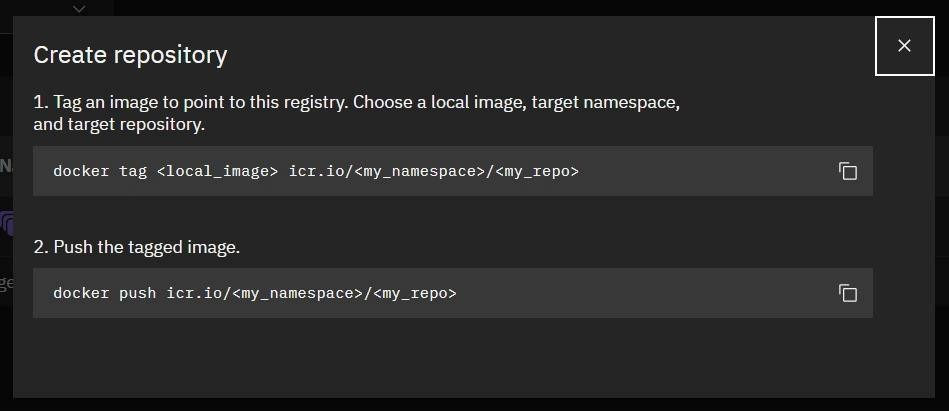 Create repository
1. Tag an image to point to this registry. Choose a local image, target namespace,
and target repository.
docker tag <local_image> icr.io/<my_namespace>/<my_repo>
2. Push the tagged image.
docker push icr.io/<my_namespace>/<my_repo>